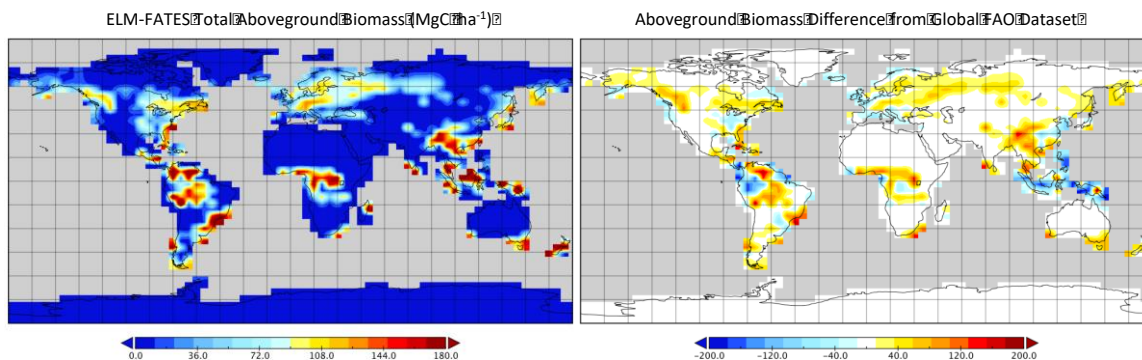 ELM-FATES Total Aboveground Biomass (MgC ha⁻¹)
Aboveground Biomass Difference from Global FAO Dataset
0.0 36.0 72.0 108.0 144.0 180.0
−200.0 −120.0 −40.0 40.0 120.0 200.0